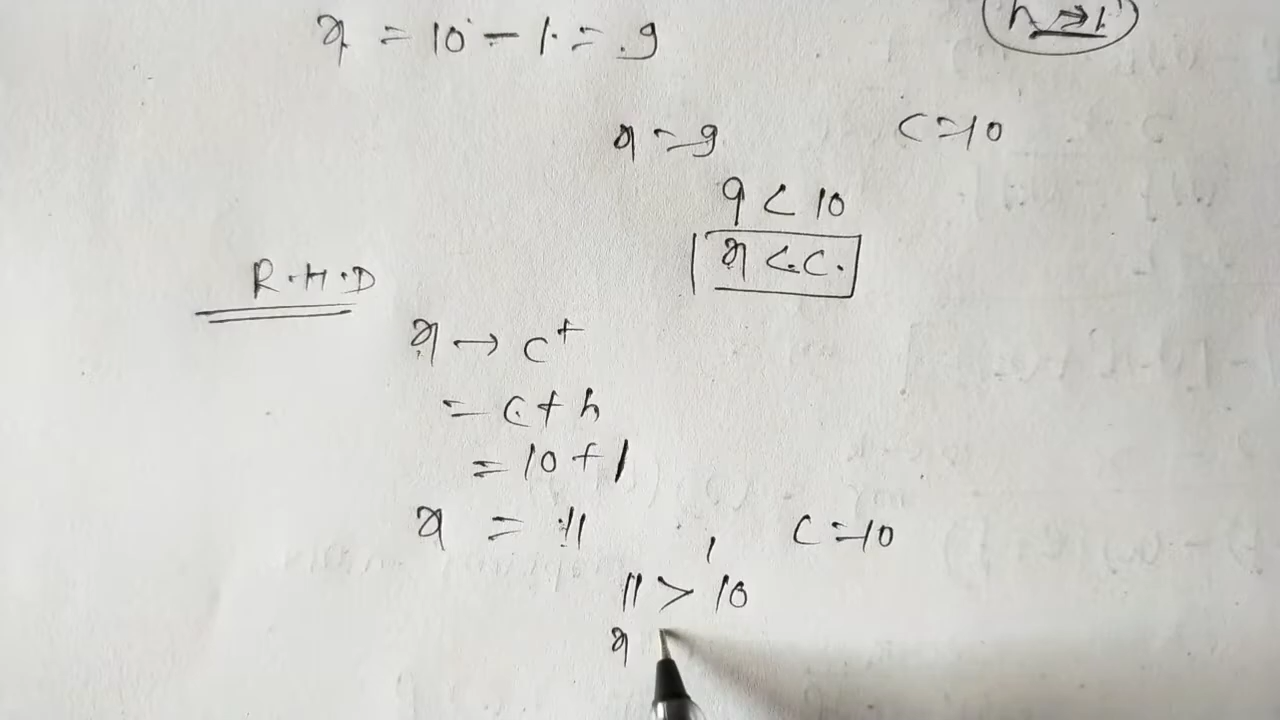 x = 10 - 1 = 9
h → 1
x = 9 C = 10
9 < 10
x < C.
R.H.D
x → c⁺
= c + h
= 10 + 1
x = 11 , C = 10
11 > 10
x